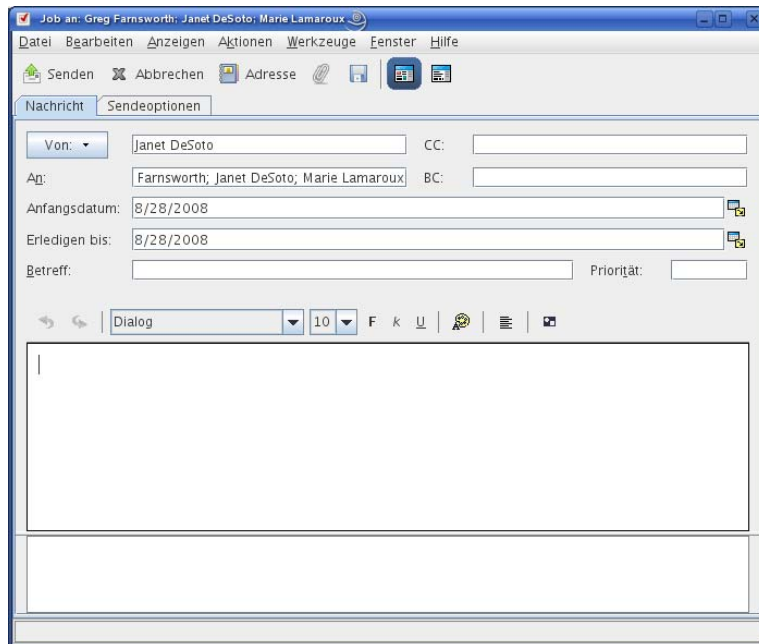 Job an: Greg Farnsworth; Janet DeSoto; Marie Lamaroux
Datei Bearbeiten Anzeigen Aktionen Werkzeuge Fenster Hilfe
Senden Abbrechen Adresse
Nachricht Sendeoptionen
Von: Janet DeSoto CC:
An: Farnsworth; Janet DeSoto; Marie Lamaroux BC:
Anfangsdatum: 8/28/2008
Erledigen bis: 8/28/2008
Betreff: Priorität:
Dialog 10 F k U